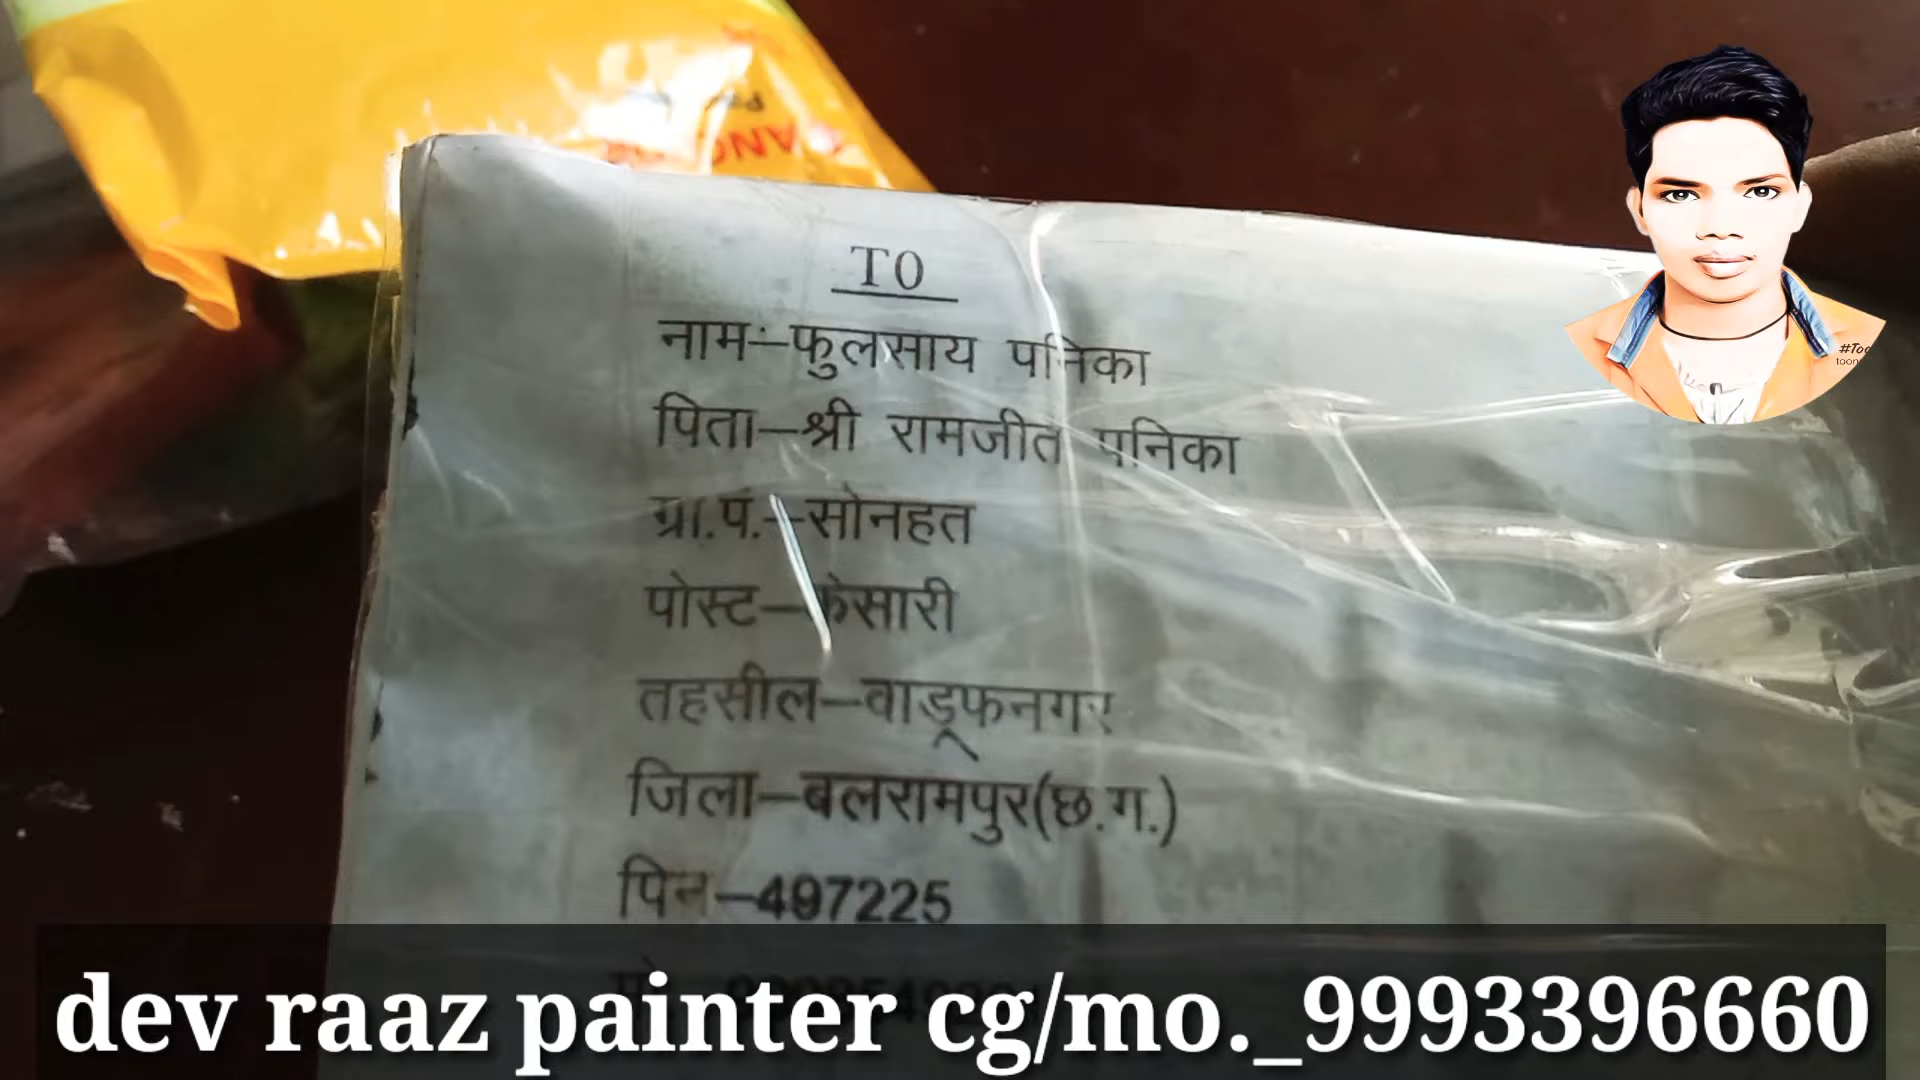 TO
नाम:–फुलसाय पनिका
पिता–श्री रामजीत पनिका
ग्रा.पं.–सोनहत
पोस्ट–केसारी
तहसील–वाड्रफनगर
जिला–बलरामपुर(छ.ग.)
पिन–497225
dev raaz painter cg/mo._9993396660